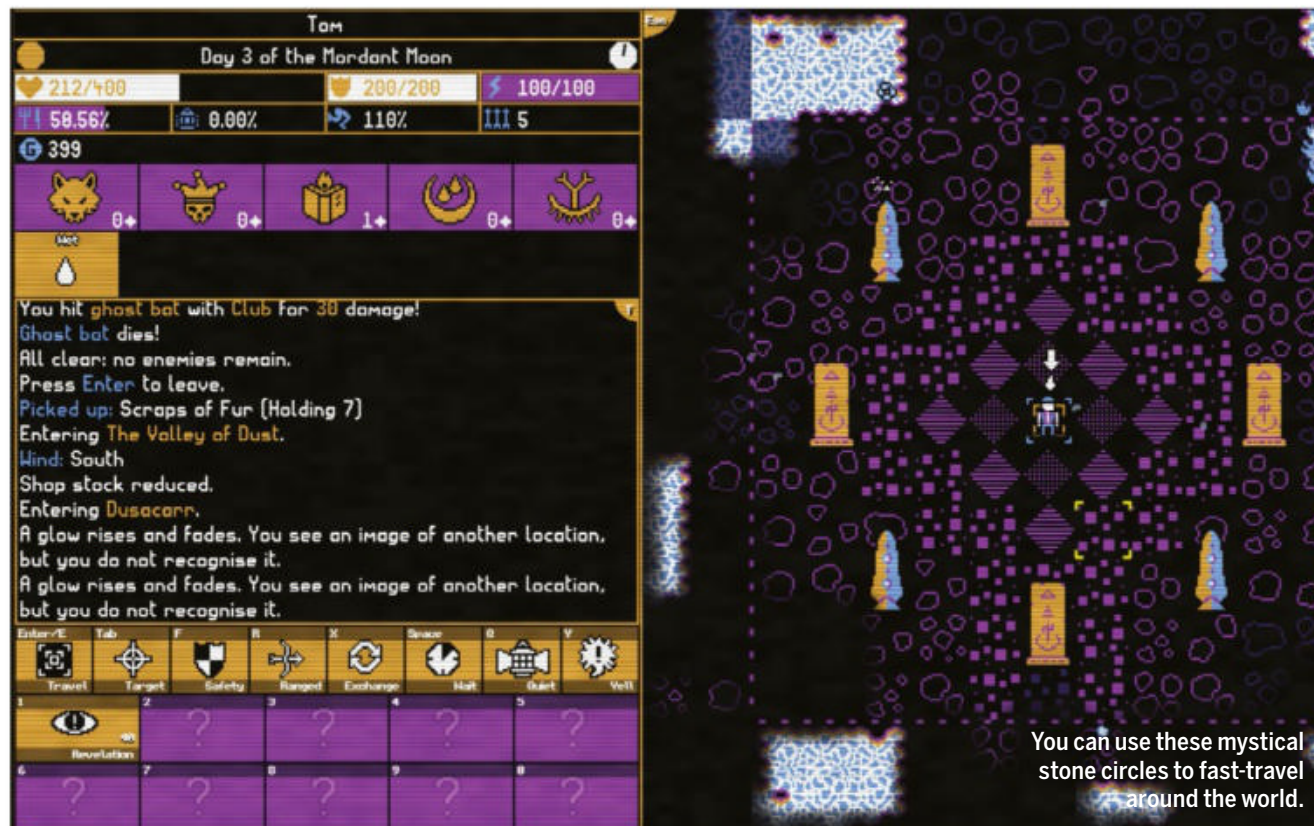 Tom
Day 3 of the Mordant Moon
212/400 200/200 100/100
58.56% 0.00% 110% 5
G 399
0 0 1 0 0
Wet
You hit ghost bat with Club for 30 damage!
Ghost bat dies!
All clear: no enemies remain.
Press Enter to leave.
Picked up: Scraps of Fur (Holding 7)
Entering The Valley of Dust.
Wind: South
Shop stock reduced.
Entering Dusacarr.
A glow rises and fades. You see an image of another location,
but you do not recognise it.
A glow rises and fades. You see an image of another location,
but you do not recognise it.
Enter/E Tab F R X Space Q Y
Travel Target Safety Ranged Exchange Wait Quiet Yell
1 2 3 4 5
? ? ? ?
Revelation
6 7 8 9 0
? ? ? ? ?
You can use these mystical
stone circles to fast-travel
around the world.